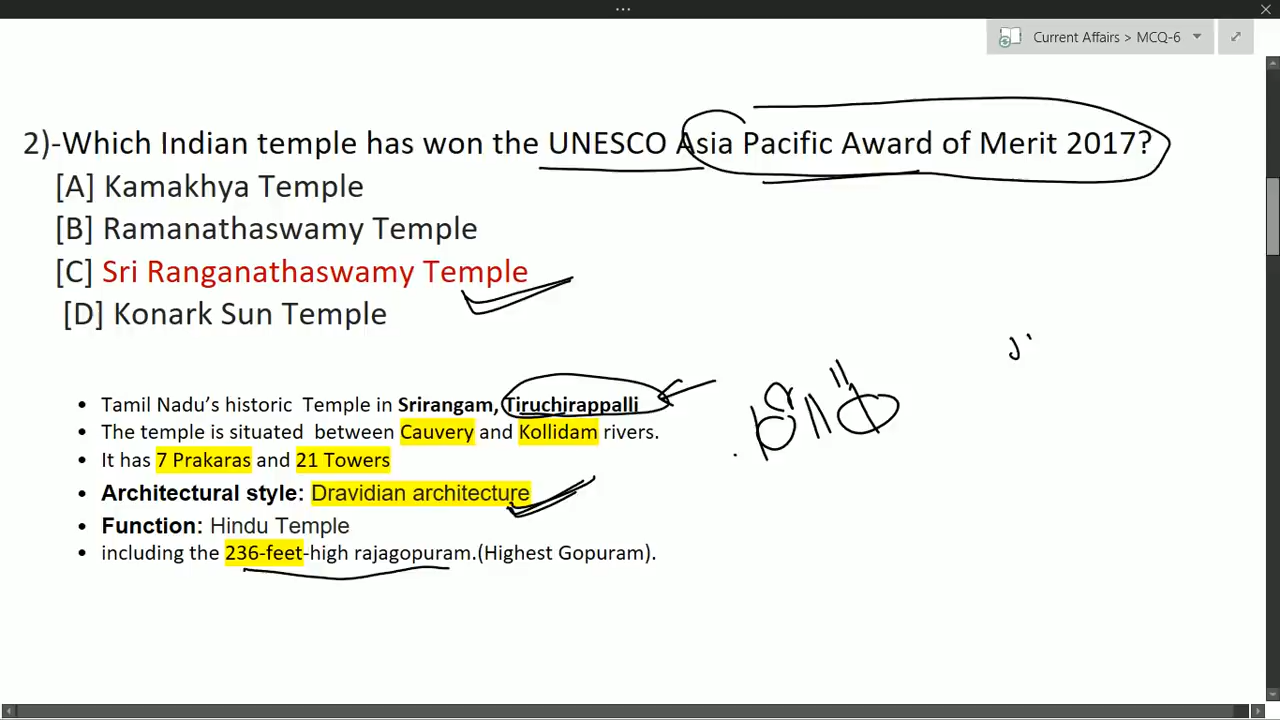 Current Affairs > MCQ-6
2)-Which Indian temple has won the UNESCO Asia Pacific Award of Merit 2017?
[A] Kamakhya Temple
[B] Ramanathaswamy Temple
[C] Sri Ranganathaswamy Temple
[D] Konark Sun Temple
• Tamil Nadu's historic Temple in Srirangam, Tiruchirappalli
• The temple is situated between Cauvery and Kollidam rivers.
• It has 7 Prakaras and 21 Towers
• Architectural style: Dravidian architecture
• Function: Hindu Temple
• including the 236-feet-high rajagopuram.(Highest Gopuram).